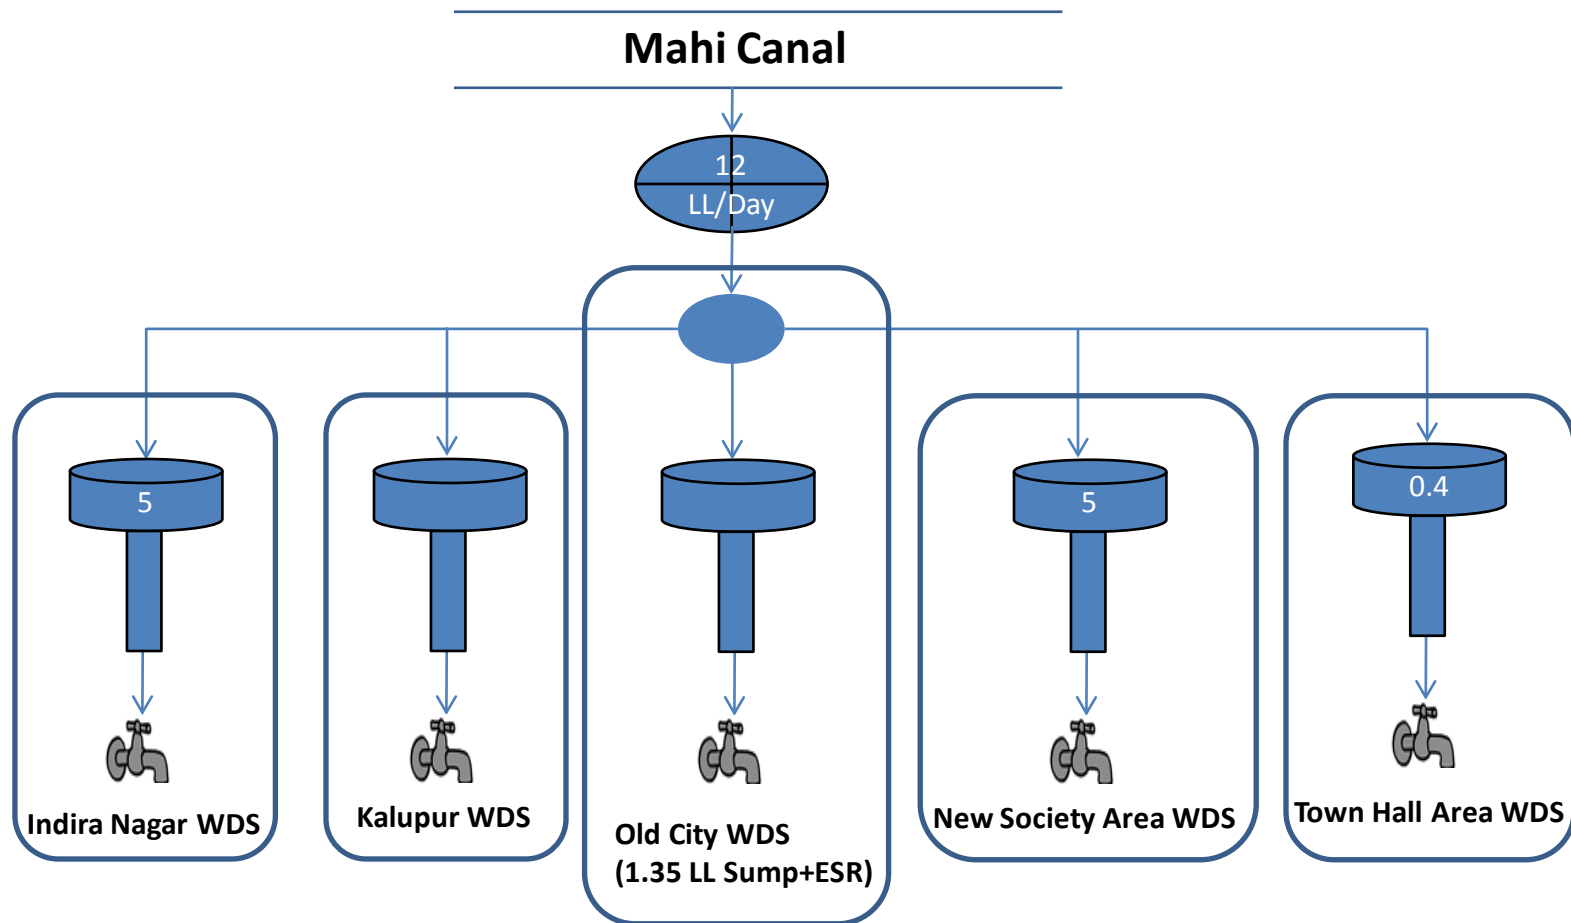 Mahi Canal
12
LL/Day
5
5
0.4
Indira Nagar WDS
Kalupur WDS
Old City WDS
(1.35 LL Sump+ESR)
New Society Area WDS
Town Hall Area WDS